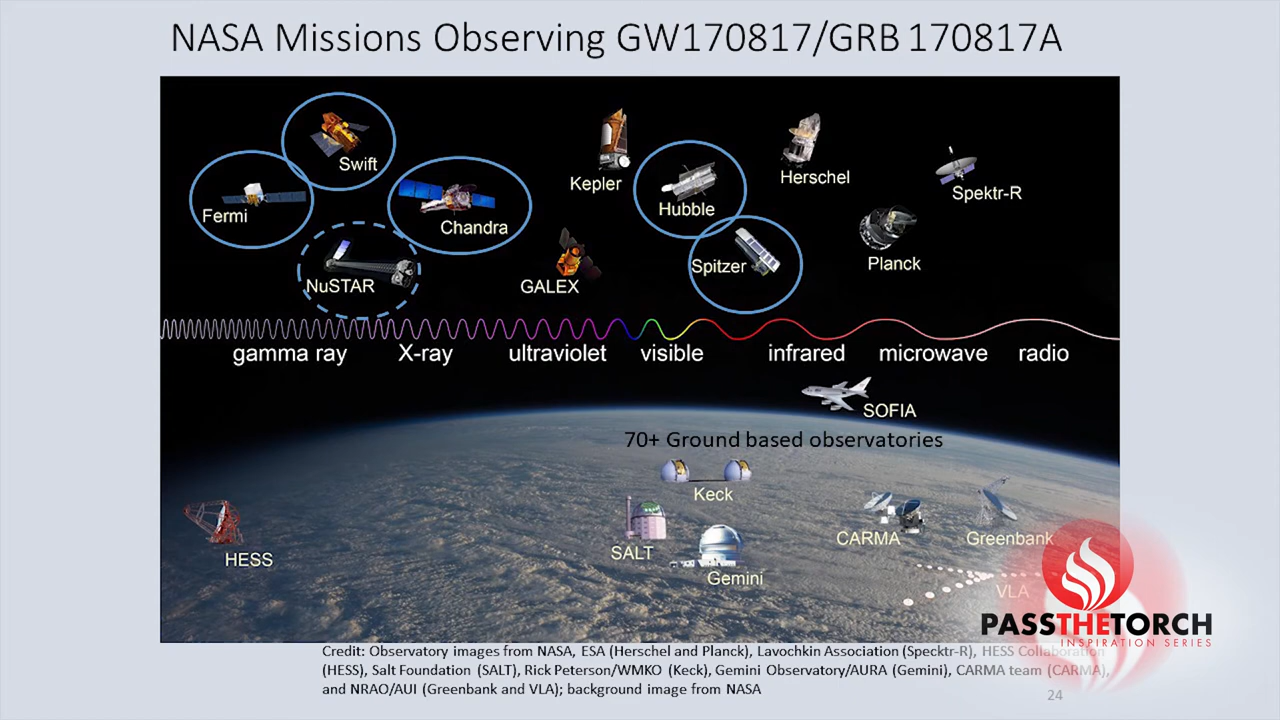 NASA Missions Observing GW170817/GRB 170817A
Swift
Fermi
Chandra
NuSTAR
Kepler
Hubble
GALEX
Spitzer
Herschel
Spektr-R
Planck
gamma ray X-ray ultraviolet visible infrared microwave radio
SOFIA
70+ Ground based observatories
Keck
HESS
SALT
Gemini
CARMA
Greenbank
VLA
PASSTHETORCH
INSPIRATION SERIES
Credit: Observatory images from NASA, ESA (Herschel and Planck), Lavochkin Association (Specktr-R), HESS Collaboration
(HESS), Salt Foundation (SALT), Rick Peterson/WMKO (Keck), Gemini Observatory/AURA (Gemini), CARMA team (CARMA),
and NRAO/AUI (Greenbank and VLA); background image from NASA
24